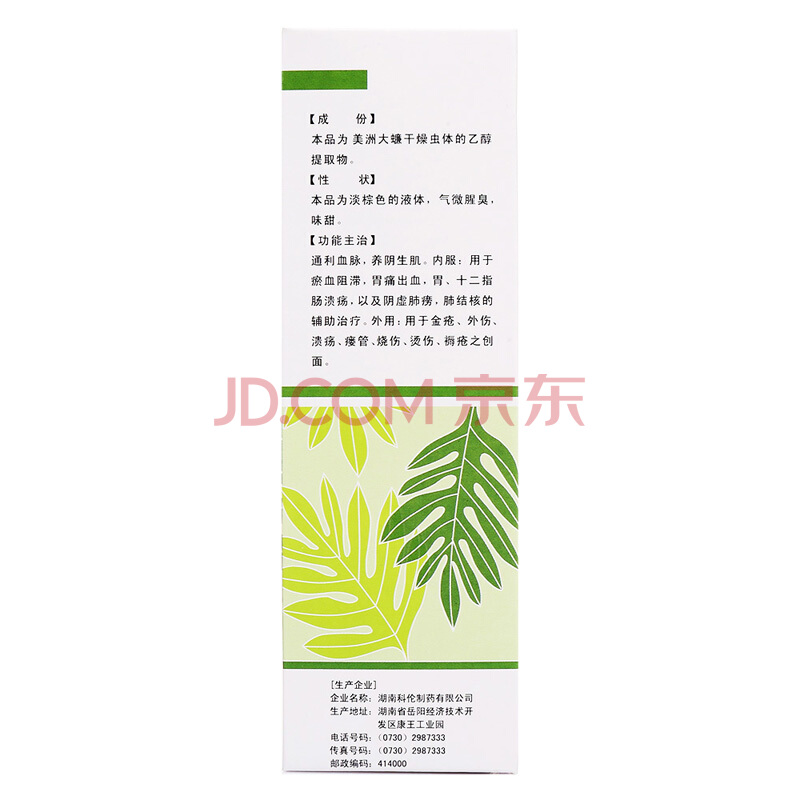 【成　份】
本品为 美洲大蠊干燥虫体的乙醇
提取物。
【性　状】
本品为淡棕色的液体，气微腥臭，
味甜。
【功能主治】
通利血脉，养阴生肌。内服：用于
瘀血阻滞，胃痛出血，胃、十二指
肠溃疡，以及阴虚肺痨，肺结核的
辅助治疗。外用：用于金疮、外伤、
溃疡、瘘管、烧伤、烫伤、褥疮之创
面。
JD.COM 京东
[生产企业]
企业名称：湖南科伦制药有限公司
生产地址：湖南省岳阳经济技术开
发区康王工业园
电话号码：(0730) 2987333
传真号码：(0730) 2987333
邮政编码：414000